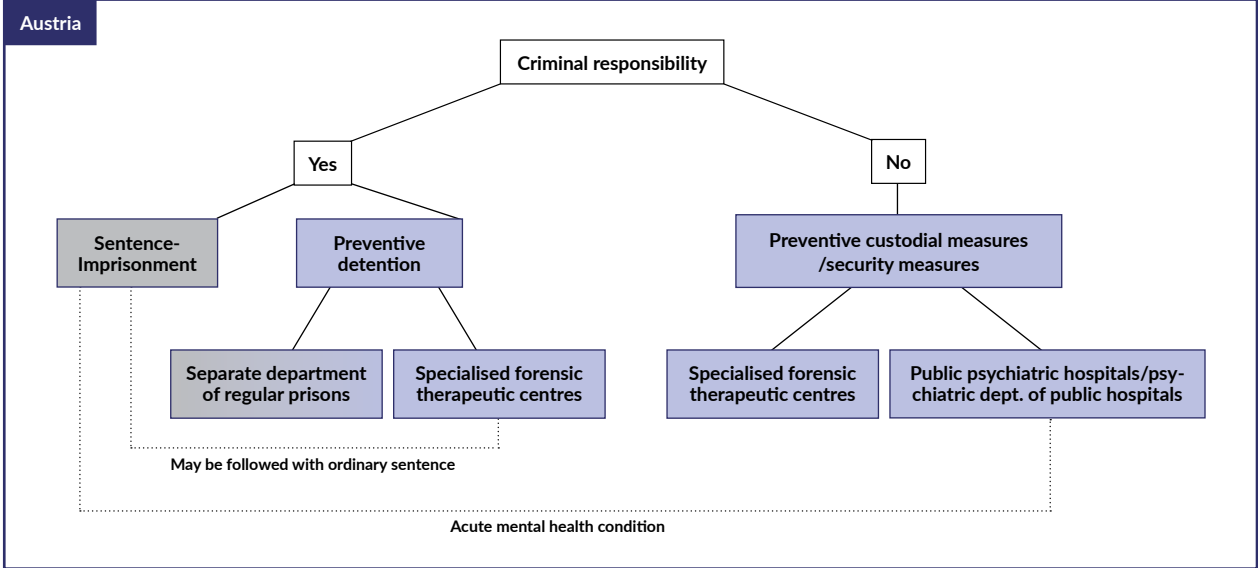 Austria
Criminal responsibility
Yes
No
Sentence-
Imprisonment
Preventive
detention
Preventive custodial measures
/security measures
Separate department
of regular prisons
Specialised forensic
therapeutic centres
Specialised forensic
therapeutic centres
Public psychiatric hospitals/psy-
chiatric dept. of public hospitals
May be followed with ordinary sentence
Acute mental health condition